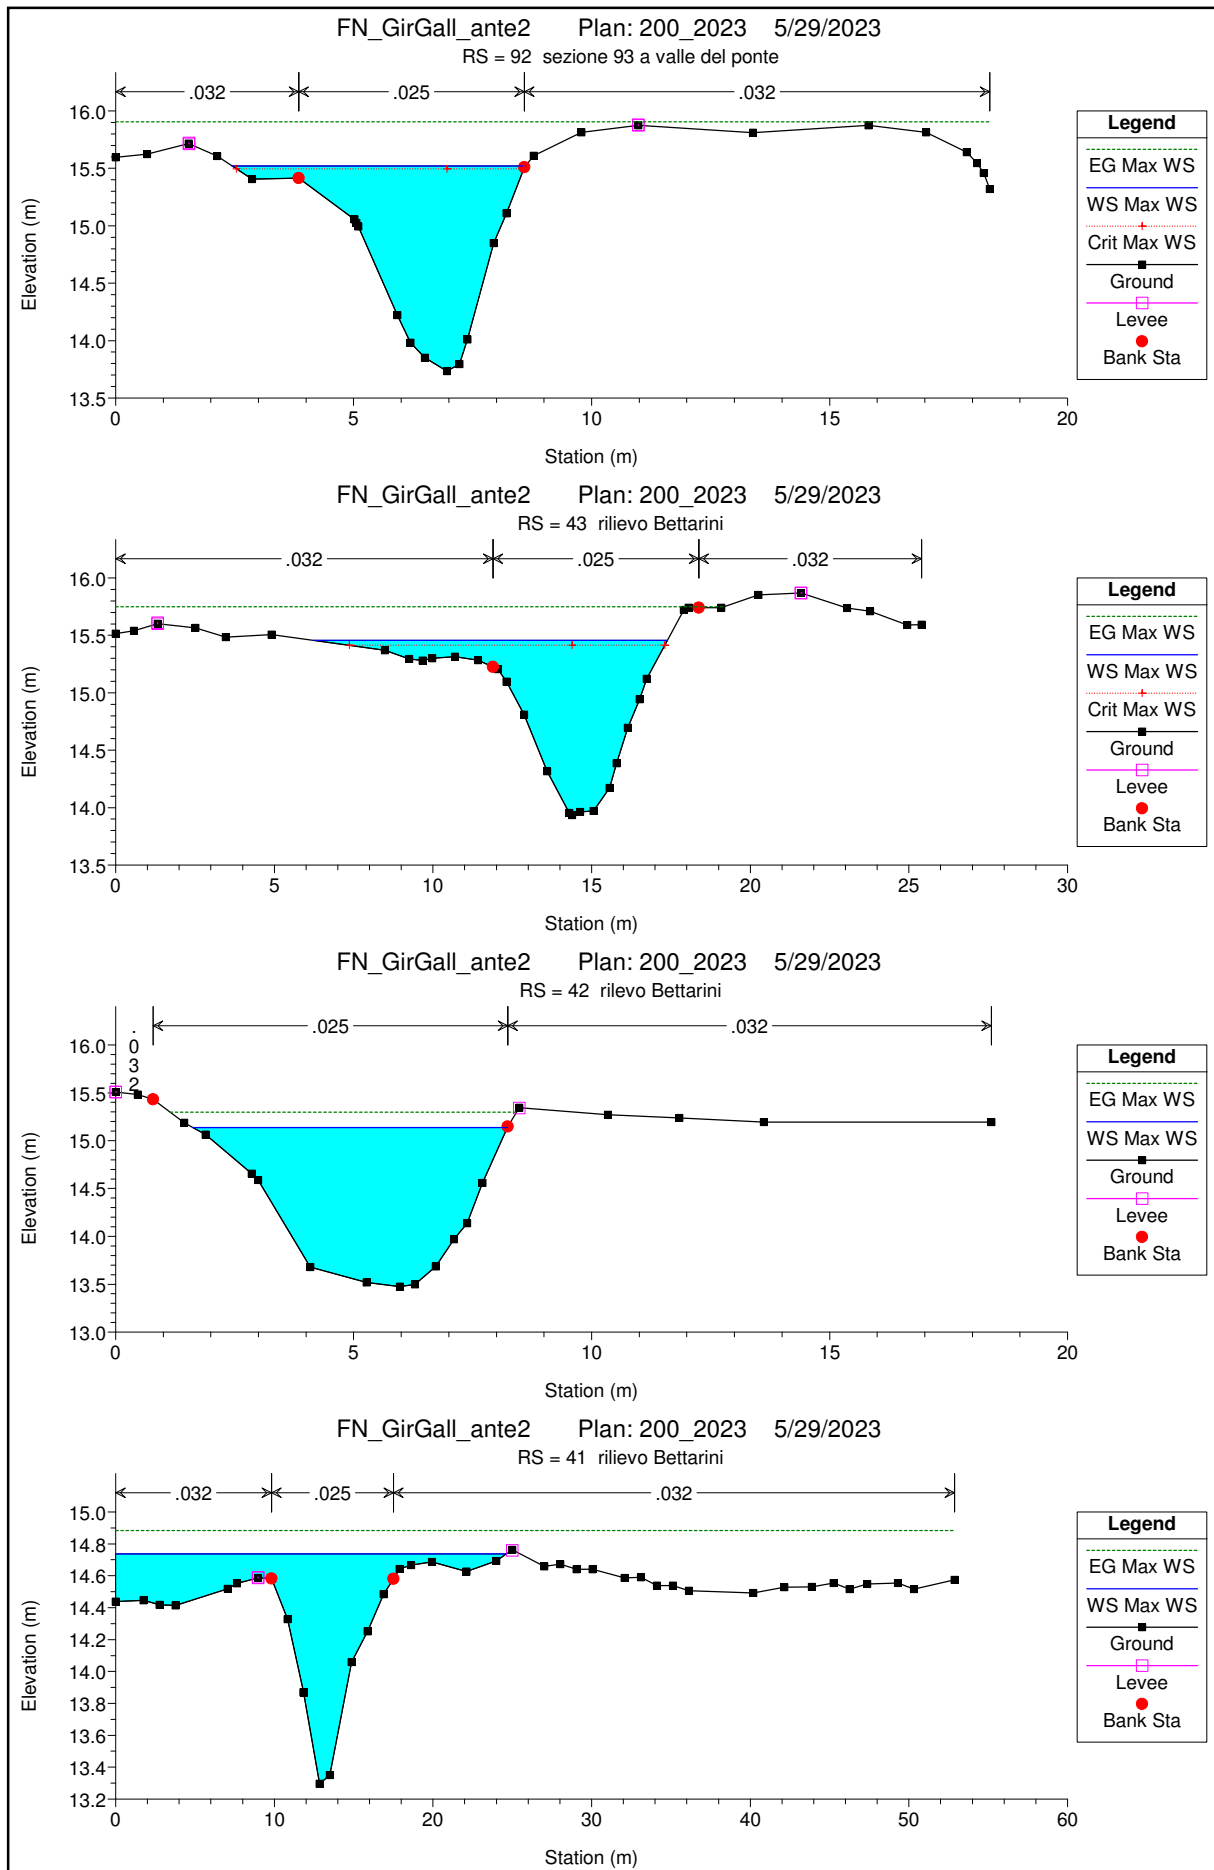 FN_GirGall_ante2 Plan: 200_2023 5/29/2023
RS = 92 sezione 93 a valle del ponte
.032 .025 .032
16.0
15.5
15.0
14.5
14.0
13.5
Elevation (m)
0 5 10 15 20
Station (m)
Legend
EG Max WS
WS Max WS
Crit Max WS
Ground
Levee
Bank Sta
FN_GirGall_ante2 Plan: 200_2023 5/29/2023
RS = 43 rilievo Bettarini
.032 .025 .032
16.0
15.5
15.0
14.5
14.0
13.5
Elevation (m)
0 5 10 15 20 25 30
Station (m)
Legend
EG Max WS
WS Max WS
Crit Max WS
Ground
Levee
Bank Sta
FN_GirGall_ante2 Plan: 200_2023 5/29/2023
RS = 42 rilevo Bettarini
.032 .025 .032
16.0
15.5
15.0
14.5
14.0
13.5
13.0
Elevation (m)
0 5 10 15 20
Station (m)
Legend
EG Max WS
WS Max WS
Ground
Levee
Bank Sta
FN_GirGall_ante2 Plan: 200_2023 5/29/2023
RS = 41 rilievo Bettarini
.032 .025 .032
15.0
14.8
14.6
14.4
14.2
14.0
13.8
13.6
13.4
13.2
Elevation (m)
0 10 20 30 40 50 60
Station (m)
Legend
EG Max WS
WS Max WS
Ground
Levee
Bank Sta